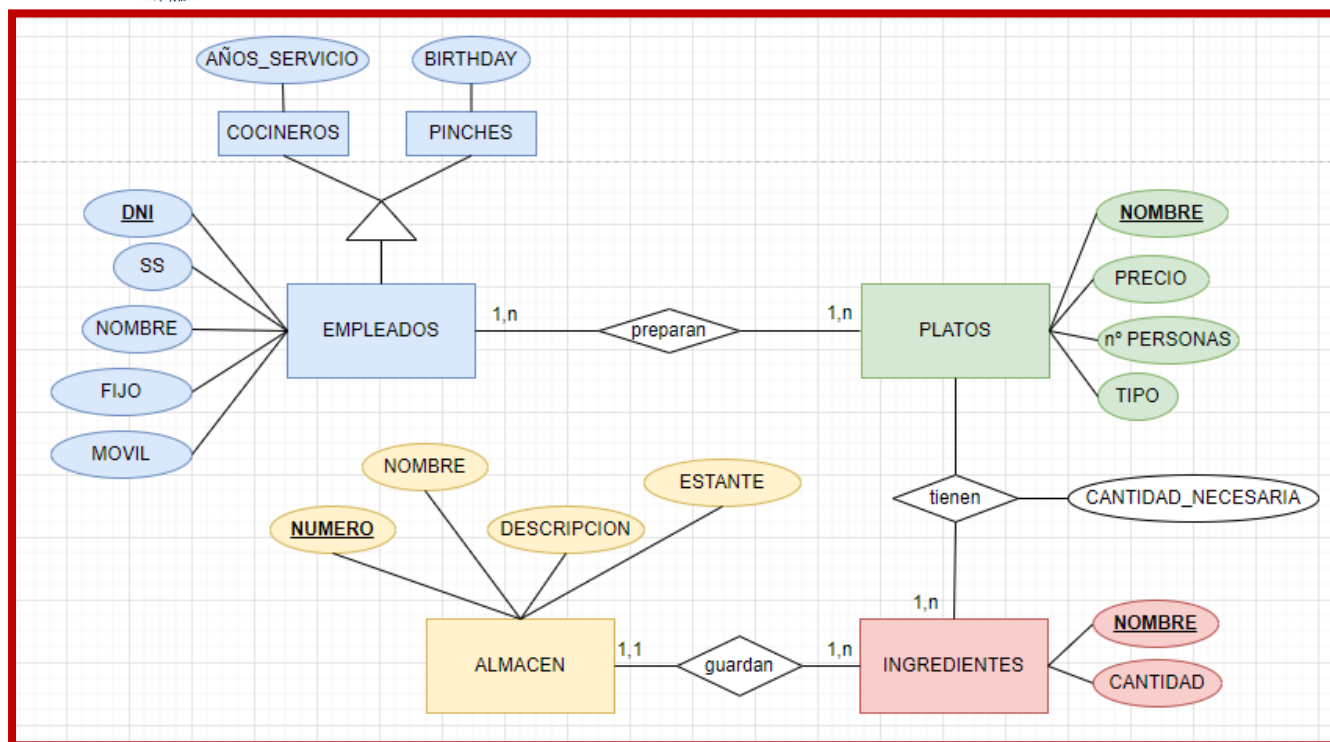 AÑOS_SERVICIO
BIRTHDAY
COCINEROS
PINCHES
DNI
SS
NOMBRE
FIJO
MOVIL
EMPLEADOS
1,n
preparan
1,n
PLATOS
NOMBRE
PRECIO
nº PERSONAS
TIPO
tienen
CANTIDAD_NECESARIA
NUMERO
NOMBRE
DESCRIPCION
ESTANTE
1,n
ALMACEN
1,1
guardan
1,n
INGREDIENTES
NOMBRE
CANTIDAD